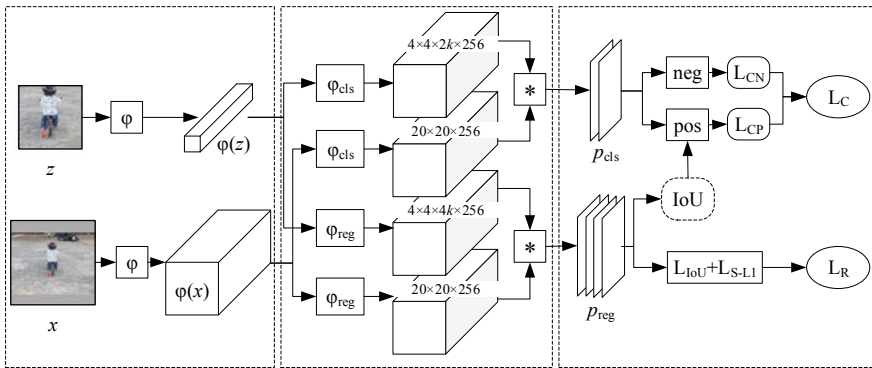 z
φ
φ(z)
x
φ
φ(x)
φcls
4×4×2k×256
φcls
20×20×256
φreg
4×4×4k×256
φreg
20×20×256
*
*
pcls
neg
LCN
pos
LCP
LC
IoU
preg
LIoU+LS-L1
LR